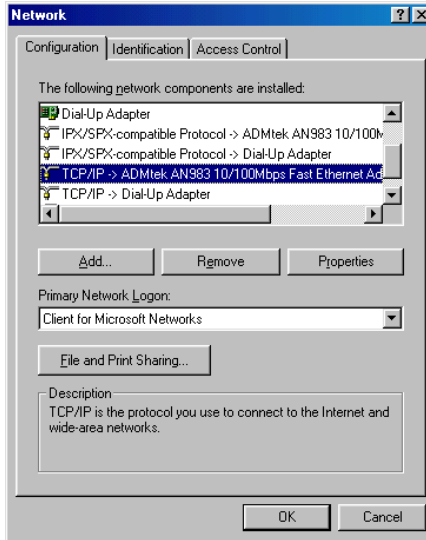 Network
Configuration Identification Access Control
The following network components are installed:
Dial-Up Adapter
IPX/SPX-compatible Protocol -> ADMtek AN983 10/100M
IPX/SPX-compatible Protocol -> Dial-Up Adapter
TCP/IP -> ADMtek AN983 10/100Mbps Fast Ethernet Ad
TCP/IP -> Dial-Up Adapter
Add... Remove Properties
Primary Network Logon:
Client for Microsoft Networks
File and Print Sharing...
Description
TCP/IP is the protocol you use to connect to the Internet and
wide-area networks.
OK Cancel